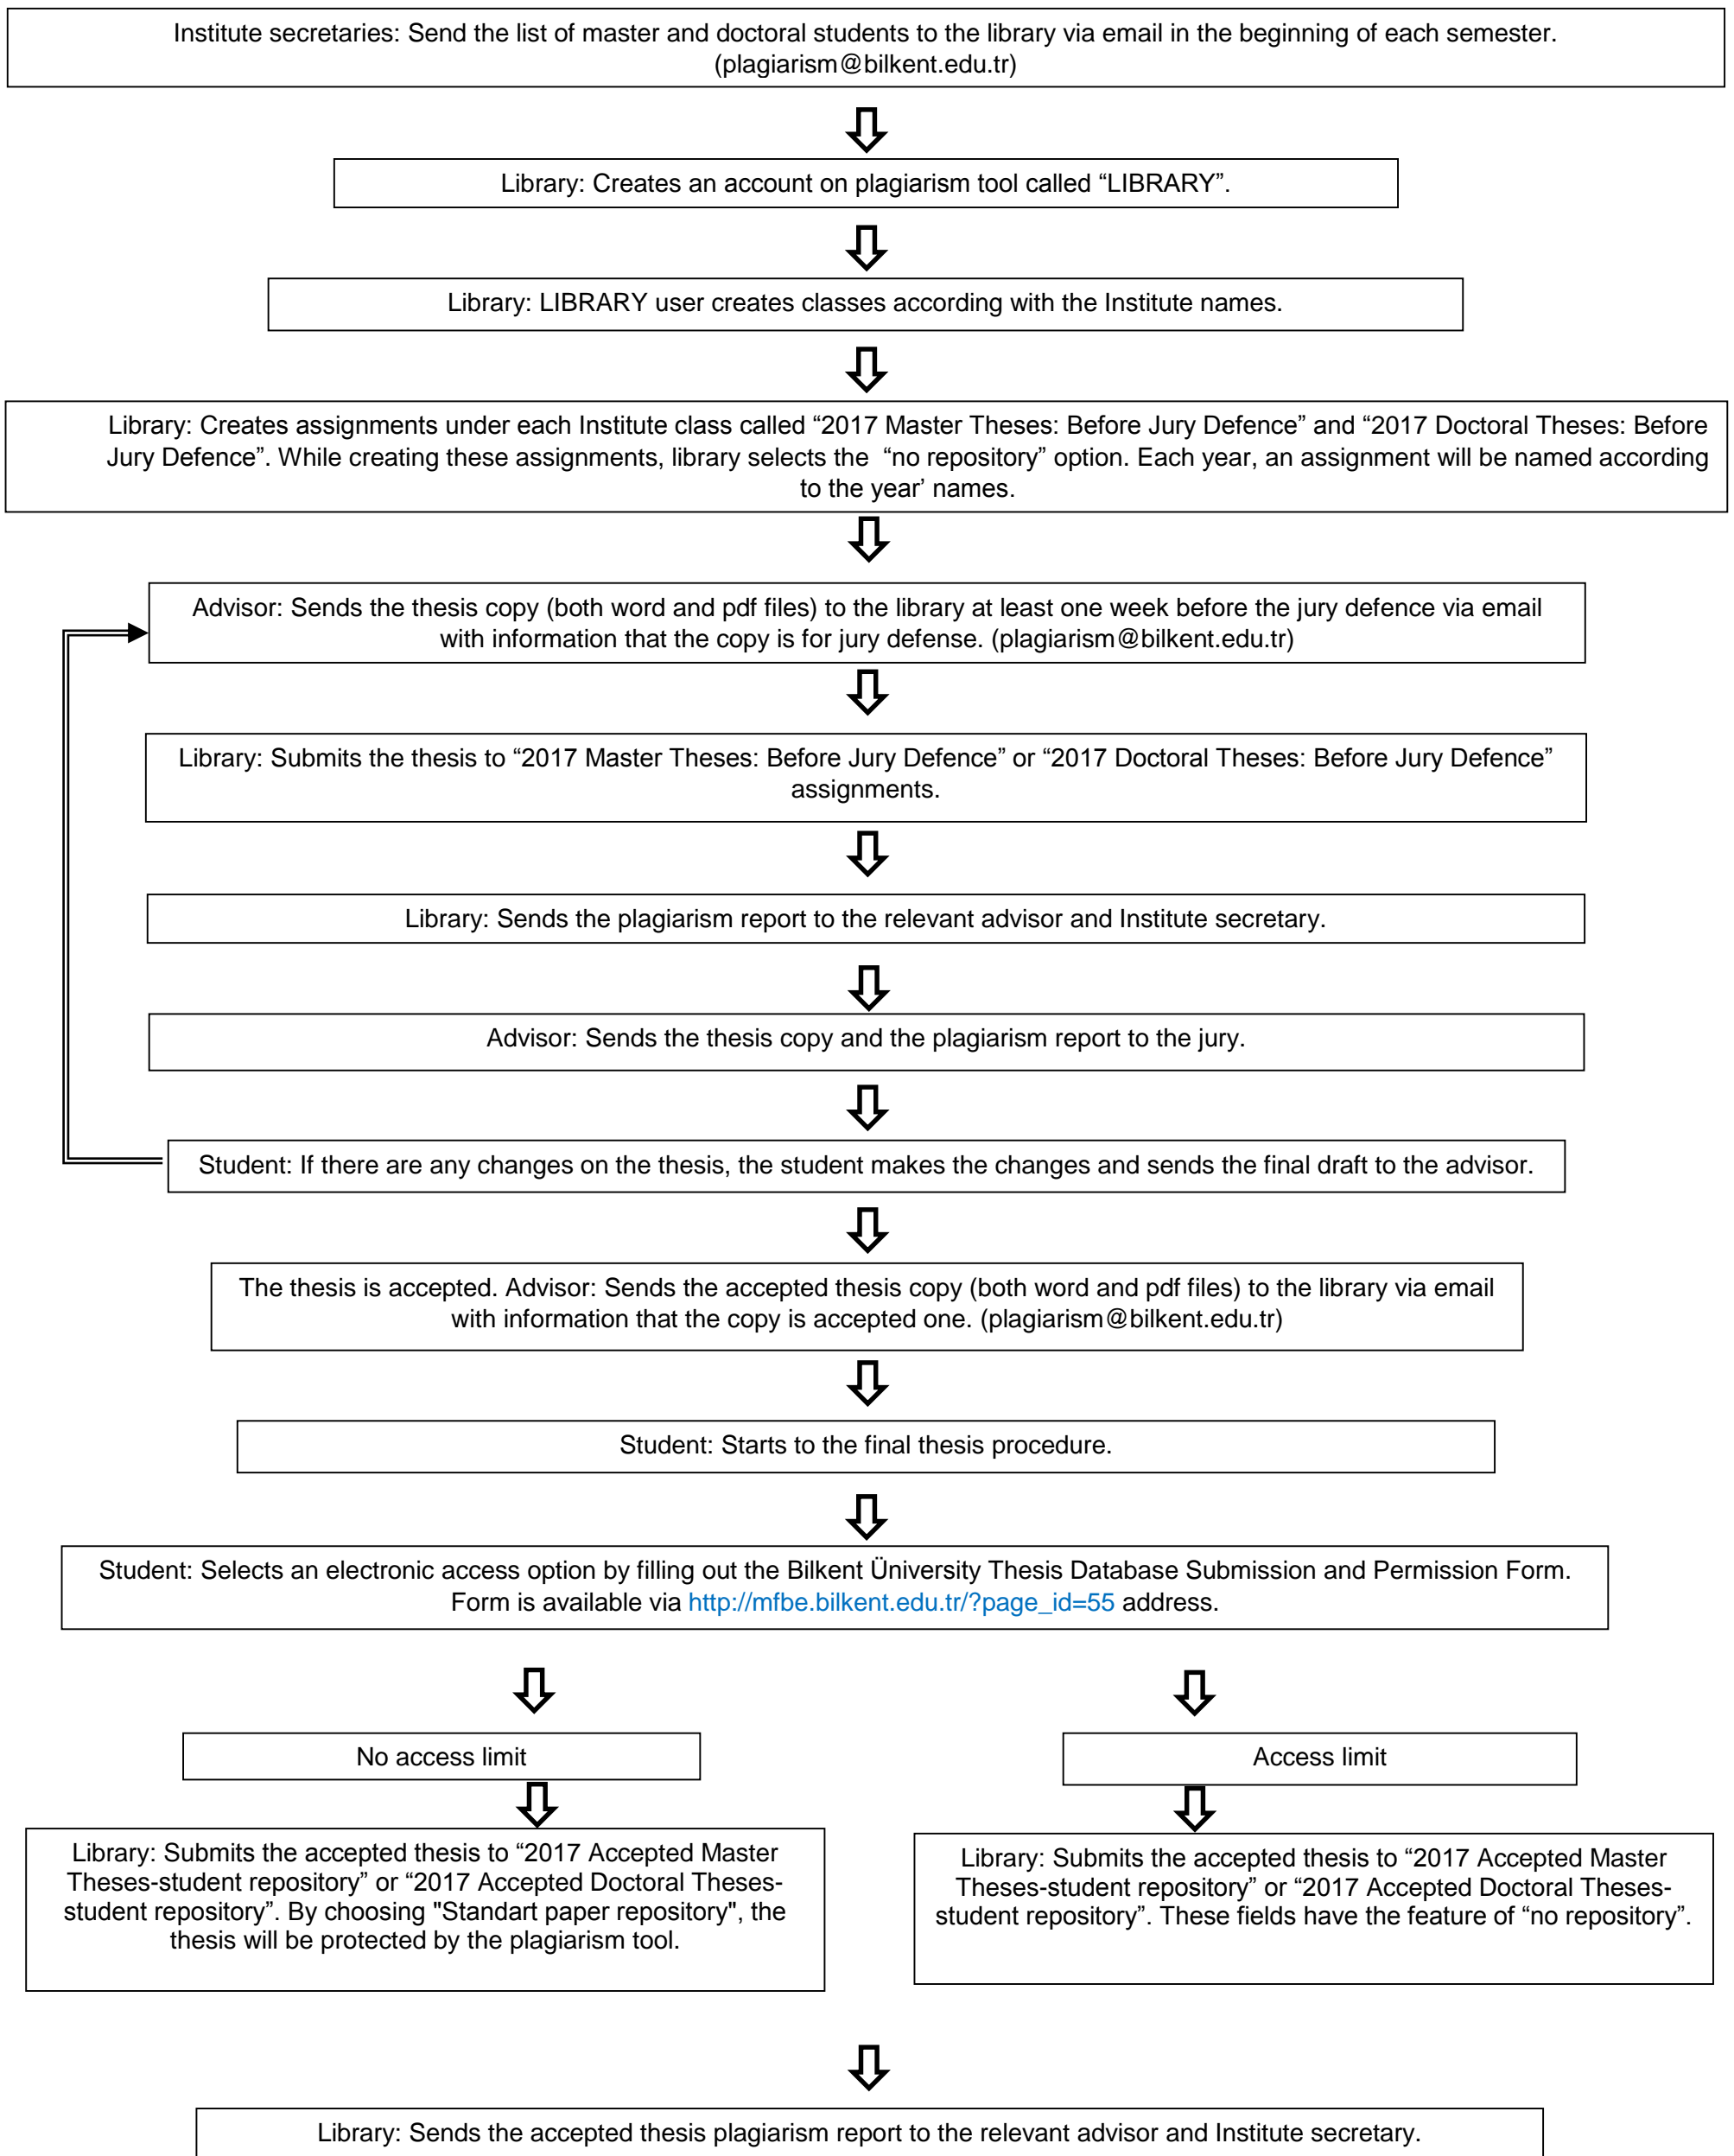 Institute secretaries: Send the list of master and doctoral students to the library via email in the beginning of each semester.
(plagiarism@bilkent.edu.tr)
Library: Creates an account on plagiarism tool called “LIBRARY”.
Library: LIBRARY user creates classes according with the Institute names.
Library: Creates assignments under each Institute class called “2017 Master Theses: Before Jury Defence” and “2017 Doctoral Theses: Before
Jury Defence”. While creating these assignments, library selects the “no repository” option. Each year, an assignment will be named according
to the year’ names.
Advisor: Sends the thesis copy (both word and pdf files) to the library at least one week before the jury defence via email
with information that the copy is for jury defense. (plagiarism@bilkent.edu.tr)
Library: Submits the thesis to “2017 Master Theses: Before Jury Defence” or “2017 Doctoral Theses: Before Jury Defence”
assignments.
Library: Sends the plagiarism report to the relevant advisor and Institute secretary.
Advisor: Sends the thesis copy and the plagiarism report to the jury.
Student: If there are any changes on the thesis, the student makes the changes and sends the final draft to the advisor.
The thesis is accepted. Advisor: Sends the accepted thesis copy (both word and pdf files) to the library via email
with information that the copy is accepted one. (plagiarism@bilkent.edu.tr)
Student: Starts to the final thesis procedure.
Student: Selects an electronic access option by filling out the Bilkent Üniversity Thesis Database Submission and Permission Form.
Form is available via http://mfbe.bilkent.edu.tr/?page_id=55 address.
No access limit
Access limit
Library: Submits the accepted thesis to “2017 Accepted Master
Theses-student repository” or “2017 Accepted Doctoral Theses-
student repository”. By choosing "Standart paper repository", the
thesis will be protected by the plagiarism tool.
Library: Submits the accepted thesis to “2017 Accepted Master
Theses-student repository” or “2017 Accepted Doctoral Theses-
student repository”. These fields have the feature of “no repository”.
Library: Sends the accepted thesis plagiarism report to the relevant advisor and Institute secretary.